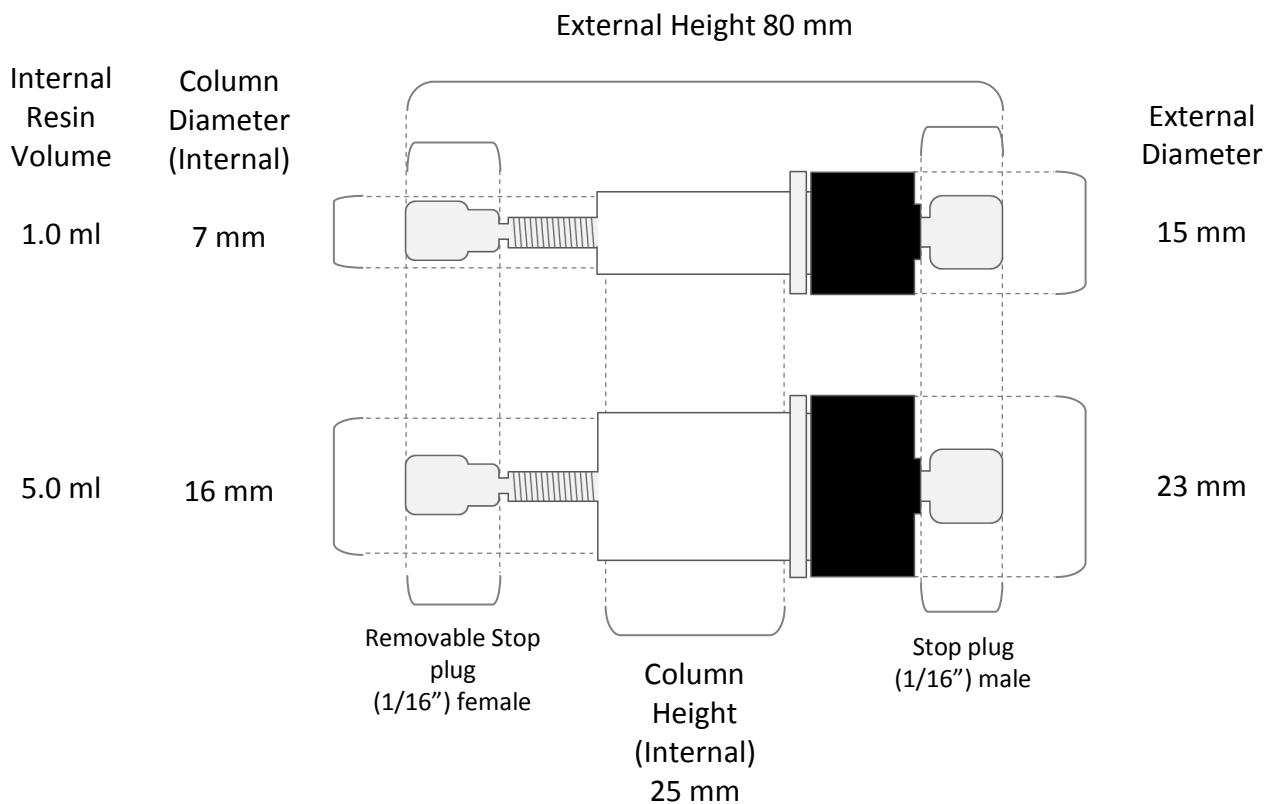 External Height 80 mm
Internal
Resin
Volume
Column
Diameter
(Internal)
External
Diameter
1.0 ml
7 mm
15 mm
5.0 ml
16 mm
23 mm
Removable Stop
plug
(1/16”) female
Column
Height
(Internal)
25 mm
Stop plug
(1/16”) male